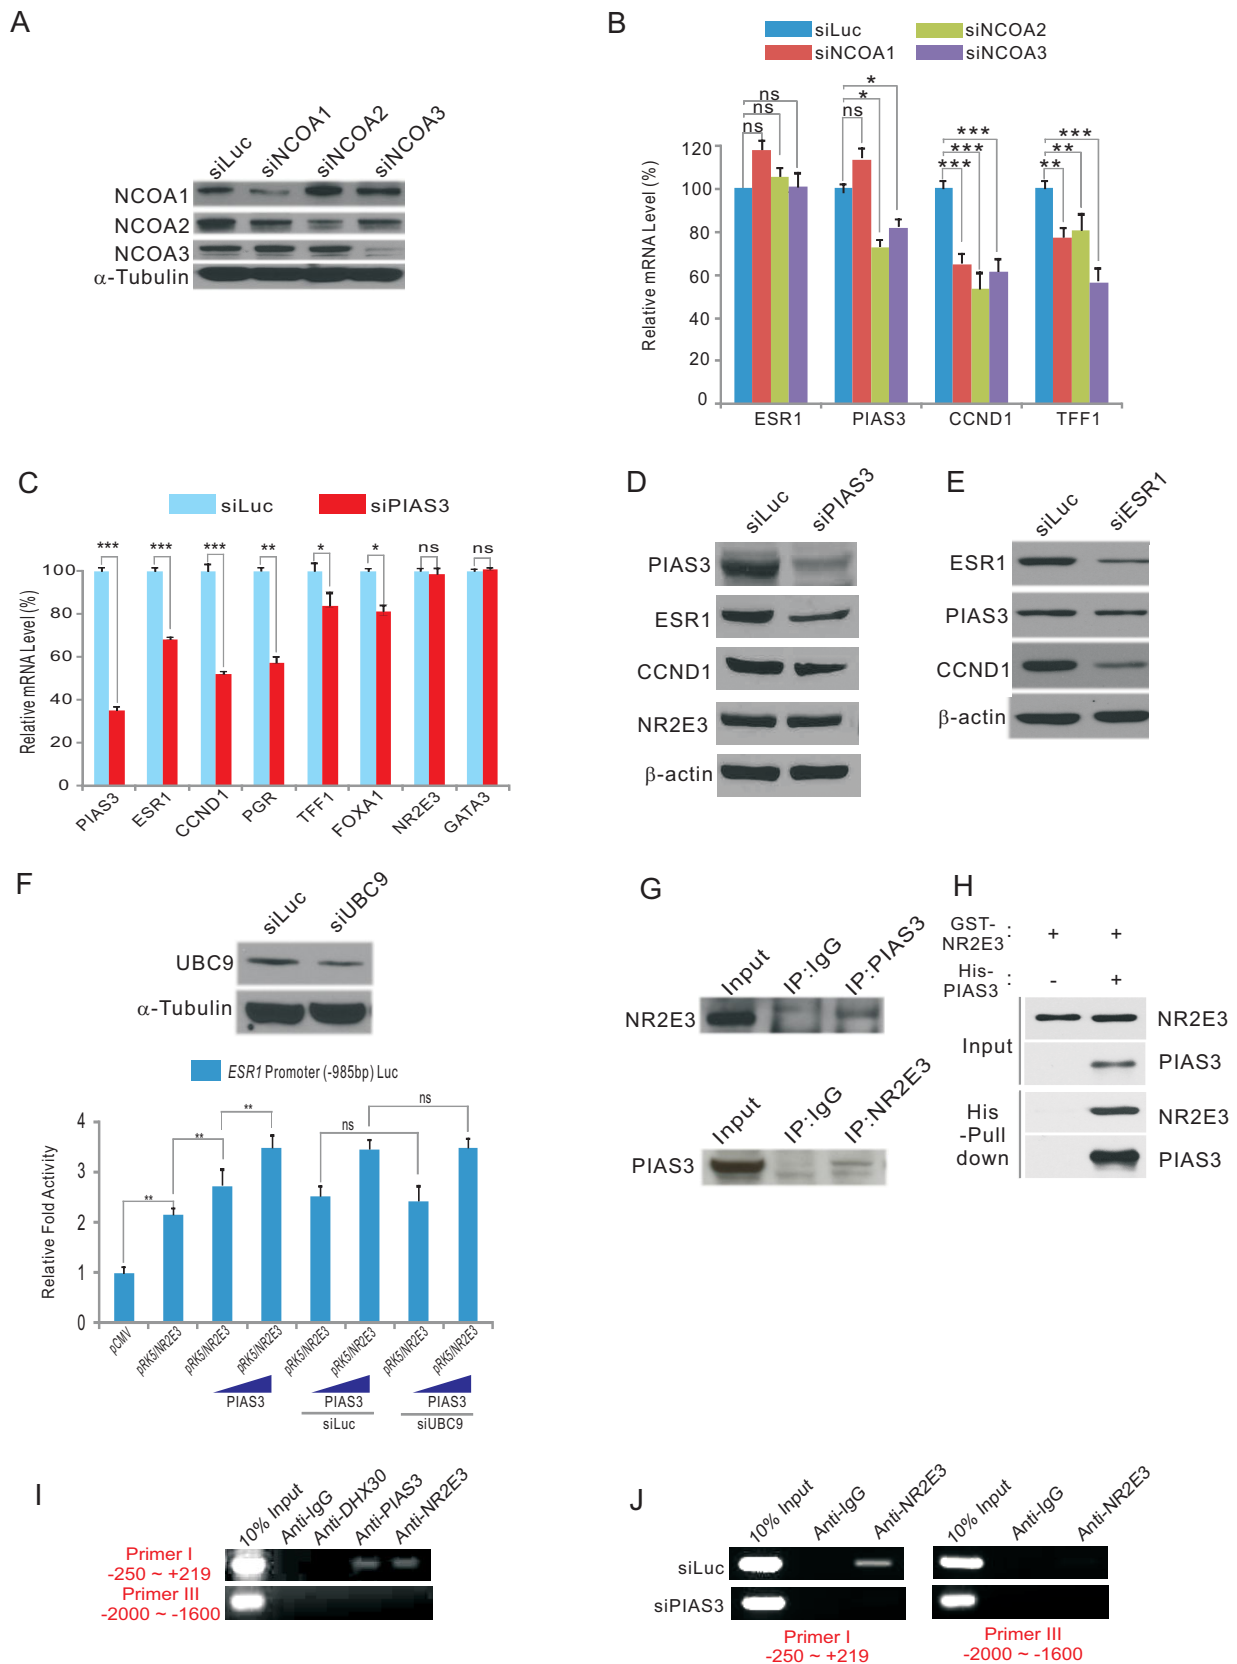 A
siLuc siNCOA1 siNCOA2 siNCOA3
NCOA1
NCOA2
NCOA3
α-Tubulin
B
siLuc siNCOA2
siNCOA1 siNCOA3
Relative mRNA Level (%)
120
100
80
60
40
20
0
ns ns ns
ns * *
*** *** ***
** ** ***
ESR1 PIAS3 CCND1 TFF1
C
siLuc siPIAS3
Relative mRNA Level (%)
100
80
60
40
20
0
*** *** *** ** * * ns ns
PIAS3 ESR1 CCND1 PGR TFF1 FOXA1 NR2E3 GATA3
D
siLuc siPIAS3
PIAS3
ESR1
CCND1
NR2E3
β-actin
E
siLuc siESR1
ESR1
PIAS3
CCND1
β-actin
F
siLuc siUBC9
UBC9
α-Tubulin
ESR1 Promoter (-985bp) Luc
Relative Fold Activity
4
3
2
1
0
** ** ** ns ns
pCMV pRK5/NR2E3 pRK5/NR2E3 pRK5/NR2E3 pRK5/NR2E3 pRK5/NR2E3 pRK5/NR2E3 pRK5/NR2E3
PIAS3 PIAS3 PIAS3
siLuc siUBC9
G
Input IP:IgG IP:PIAS3
NR2E3
Input IP:IgG IP:NR2E3
PIAS3
H
GST-
NR2E3 : + +
His-
PIAS3 : - +
Input
NR2E3
PIAS3
His
-Pull
down
NR2E3
PIAS3
I
10% Input Anti-IgG Anti-DHX30 Anti-PIAS3 Anti-NR2E3
Primer I
-250 ~ +219
Primer III
-2000 ~ -1600
J
10% Input Anti-IgG Anti-NR2E3 10% Input Anti-IgG Anti-NR2E3
siLuc
siPIAS3
Primer I
-250 ~ +219
Primer III
-2000 ~ -1600